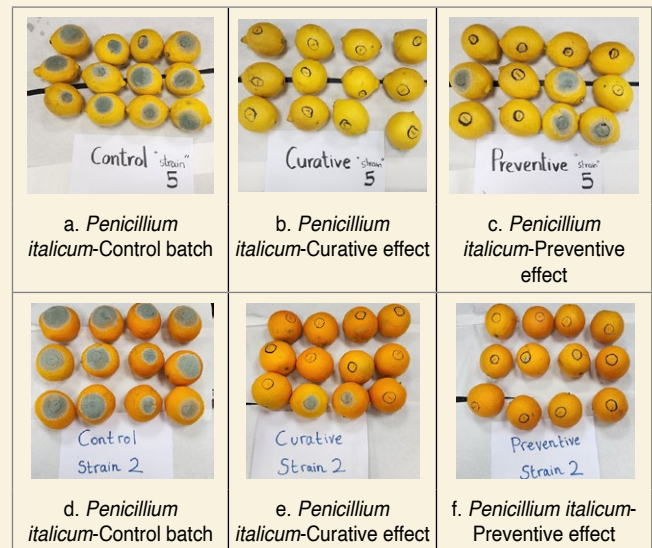 Control "strain"
5
Curative "strain"
5
Preventive "strain"
5
a. Penicillium
italicum-Control batch
b. Penicillium
italicum-Curative effect
c. Penicillium
italicum-Preventive
effect
Control
Strain 2
Curative
Strain 2
Preventive
Strain 2
d. Penicillium
italicum-Control batch
e. Penicillium
italicum-Curative effect
f. Penicillium italicum-
Preventive effect